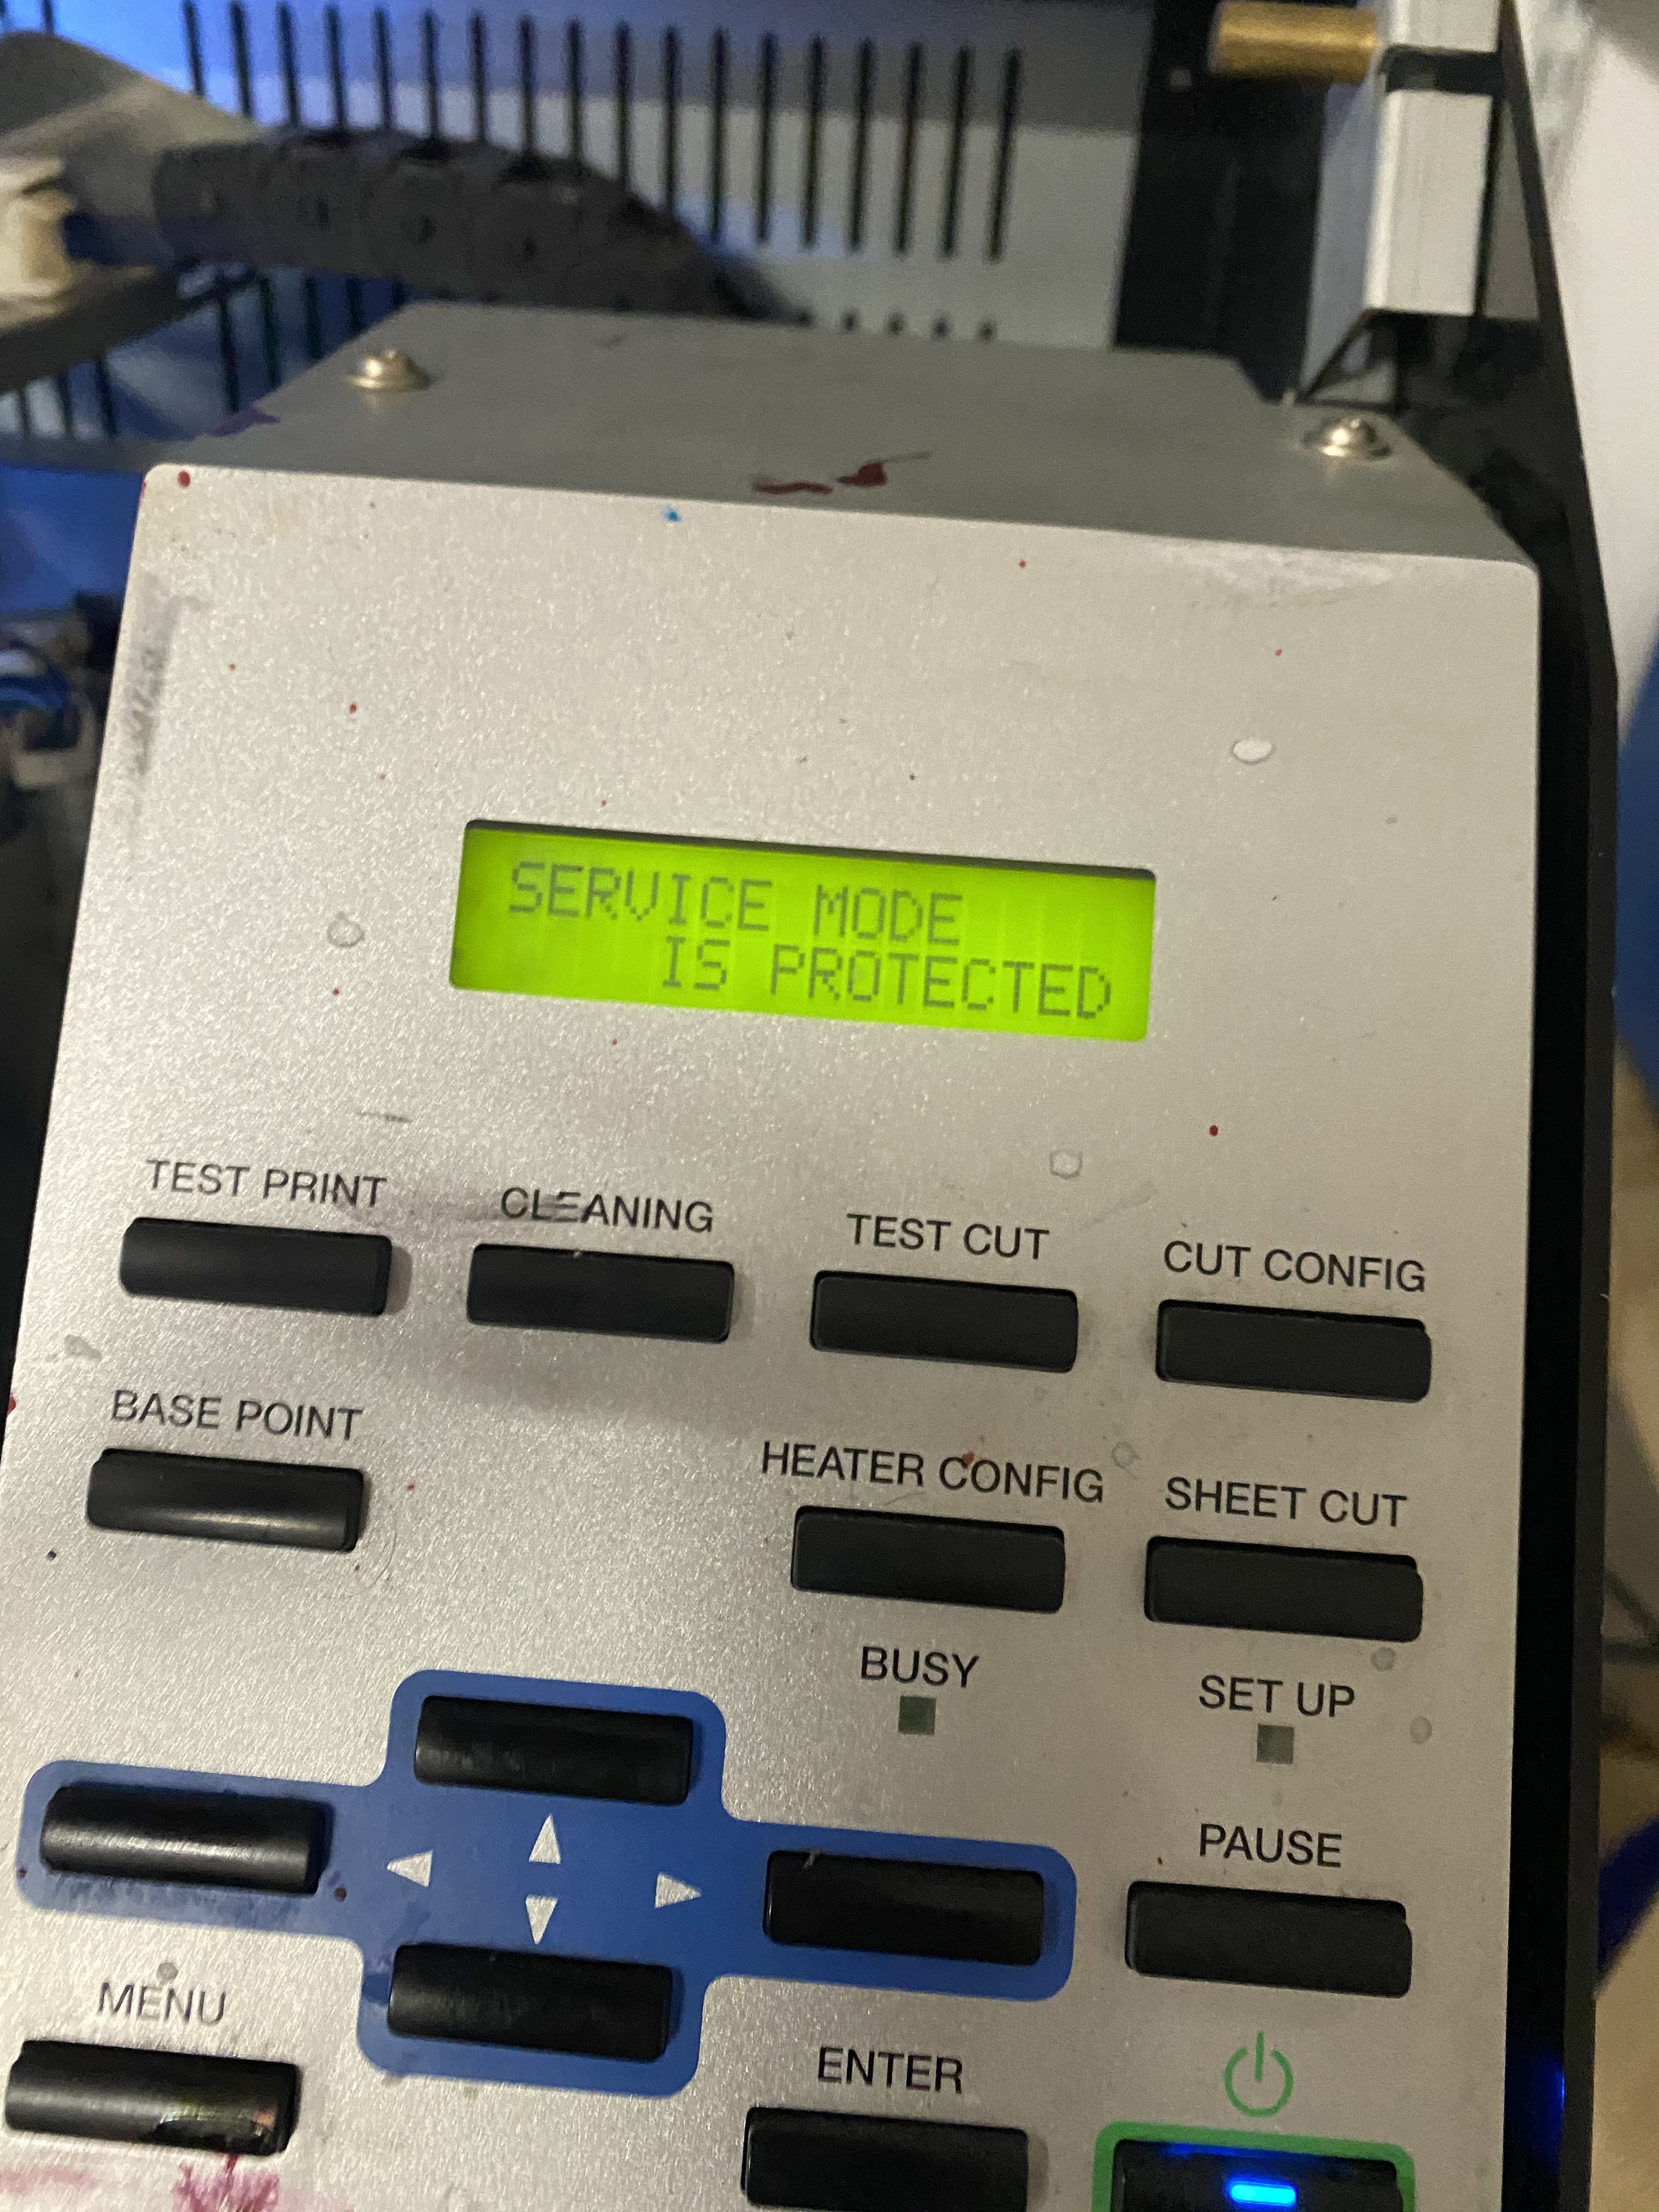 SERVICE MODE
IS PROTECTED
TEST PRINT
CLEANING
TEST CUT
CUT CONFIG
BASE POINT
HEATER CONFIG
SHEET CUT
BUSY
SET UP
PAUSE
MENU
ENTER